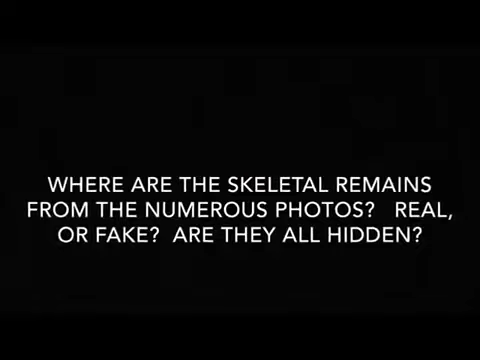 WHERE ARE THE SKELETAL REMAINS
FROM THE NUMEROUS PHOTOS?   REAL,
OR FAKE?  ARE THEY ALL HIDDEN?